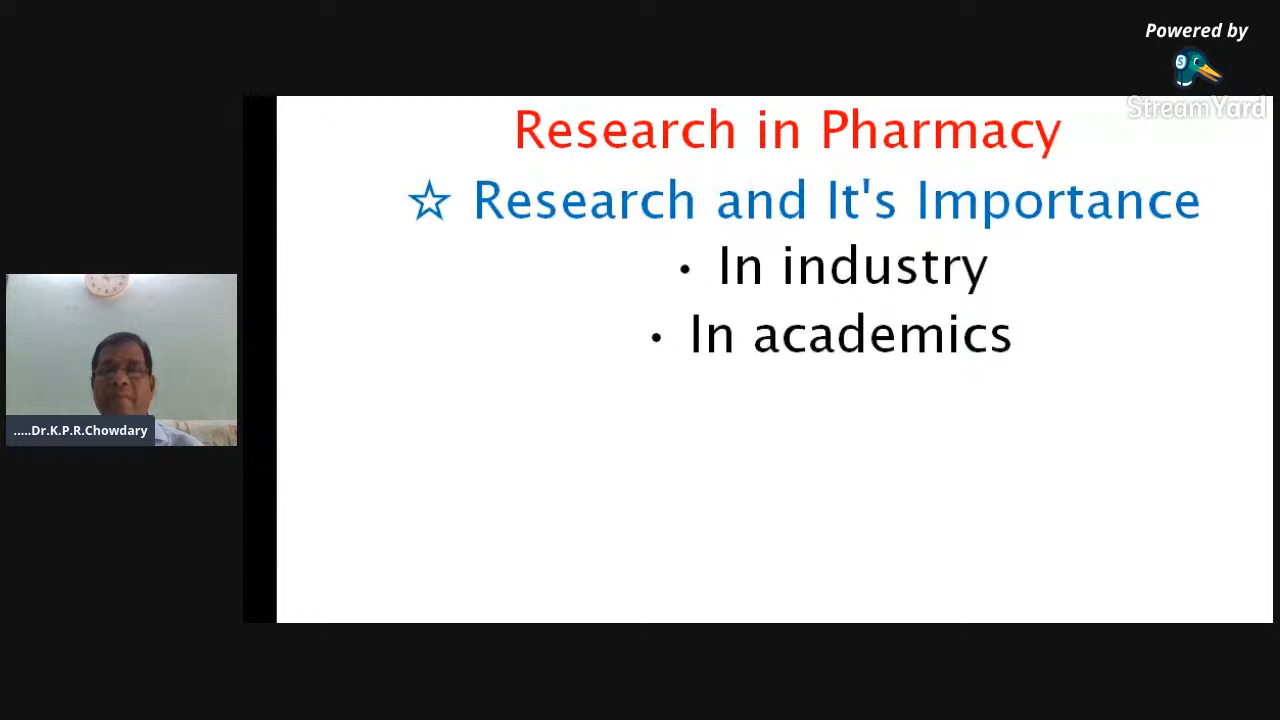 Powered by
StreamYard
Research in Pharmacy
☆ Research and It's Importance
• In industry
• In academics
.....Dr.K.P.R.Chowdary